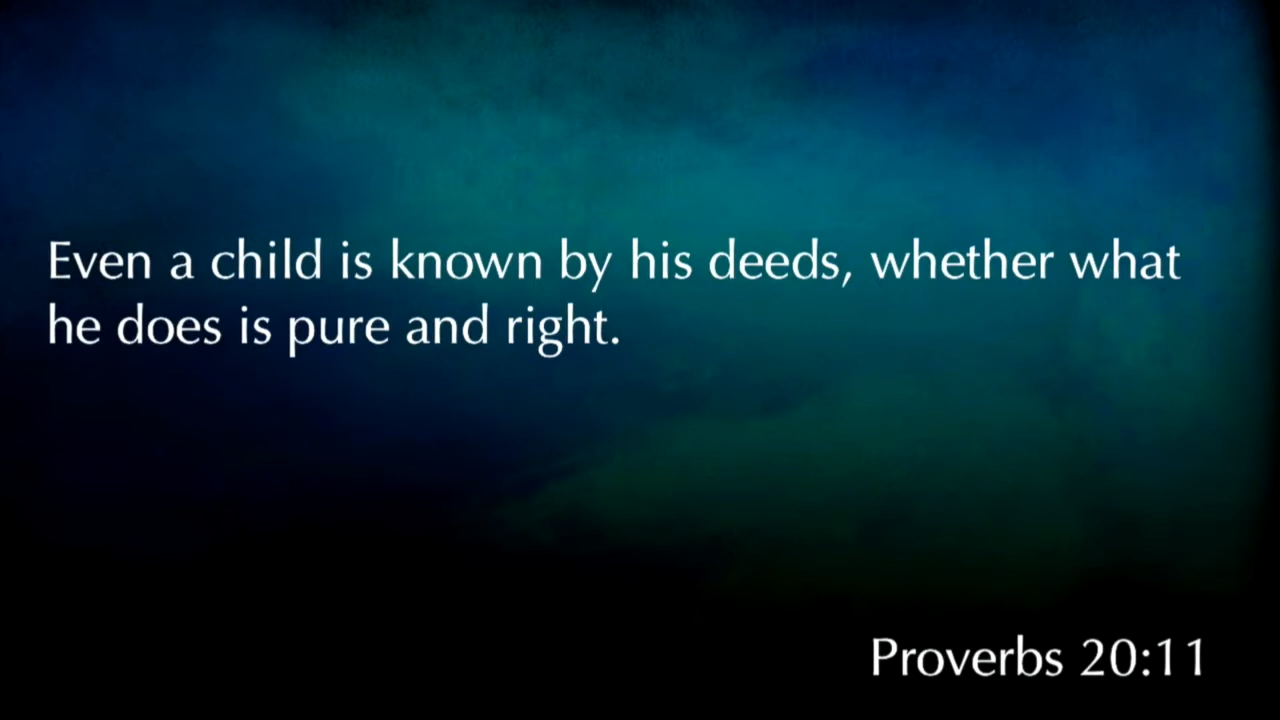 Even a child is known by his deeds, whether what
he does is pure and right.
Proverbs 20:11